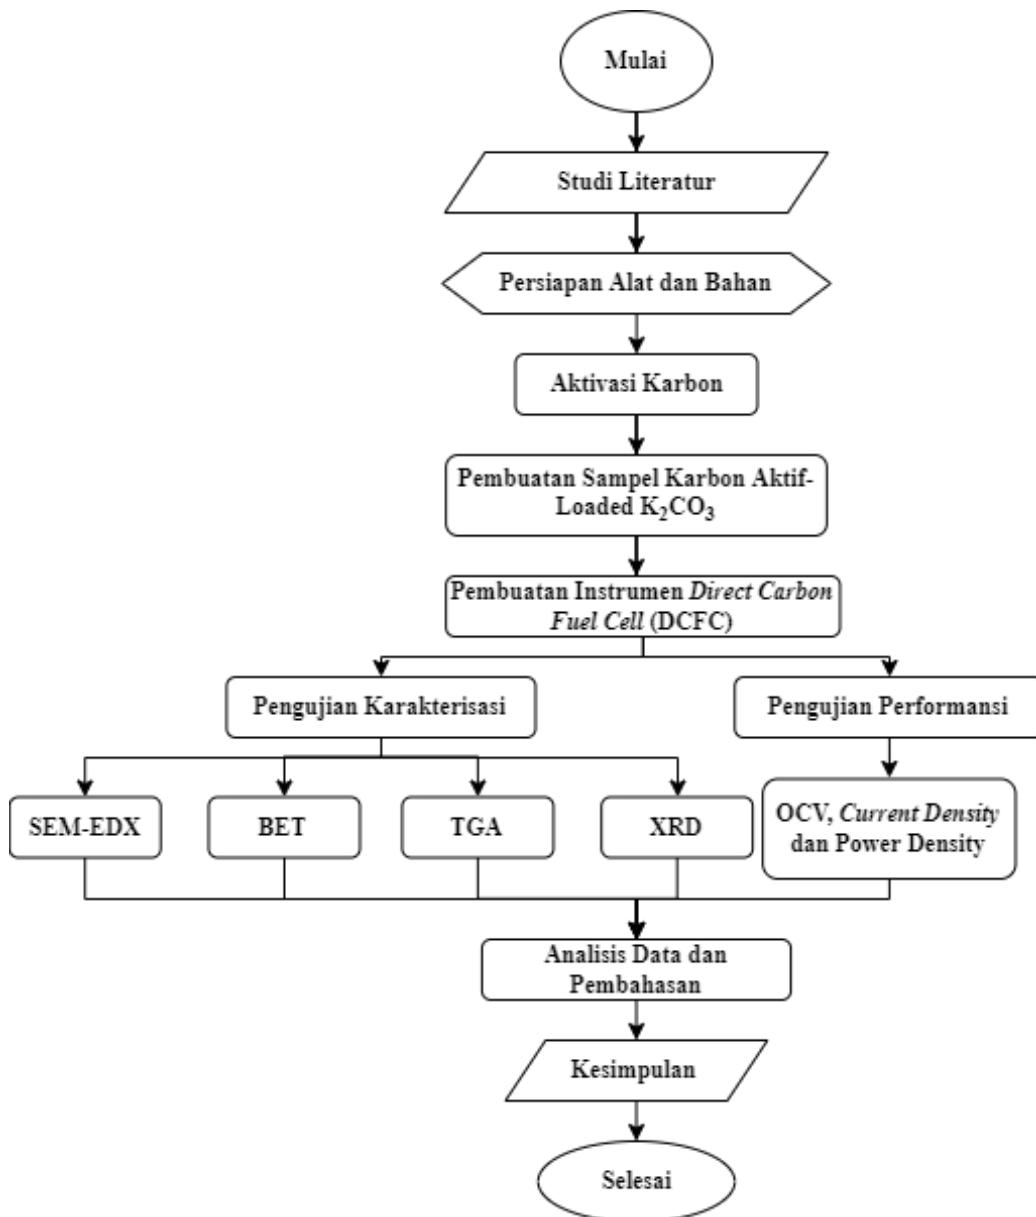 Mulai
Studi Literatur
Persiapan Alat dan Bahan
Aktivasi Karbon
Pembuatan Sampel Karbon Aktif-
Loaded K₂CO₃
Pembuatan Instrumen Direct Carbon
Fuel Cell (DCFC)
Pengujian Karakterisasi
Pengujian Performansi
SEM-EDX
BET
TGA
XRD
OCV, Current Density
dan Power Density
Analisis Data dan
Pembahasan
Kesimpulan
Selesai